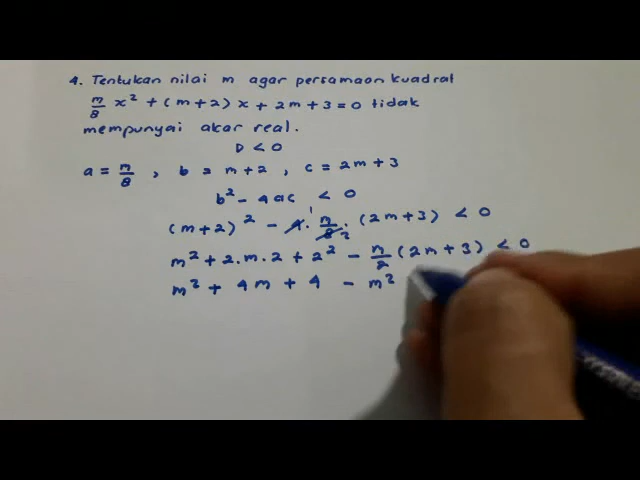 4. Tentukan nilai m agar persamaan kuadrat
m/8 x² + (m+2) x + 2m + 3 = 0 tidak
mempunyai akar real.
D < 0
a = m/8 , b = m+2 , c = 2m + 3
b² - 4ac < 0
(m+2)² - 4¹ . m/8₂ . (2m+3) < 0
m² + 2.m.2 + 2² - m/2 (2m + 3) < 0
m² + 4m + 4 - m²